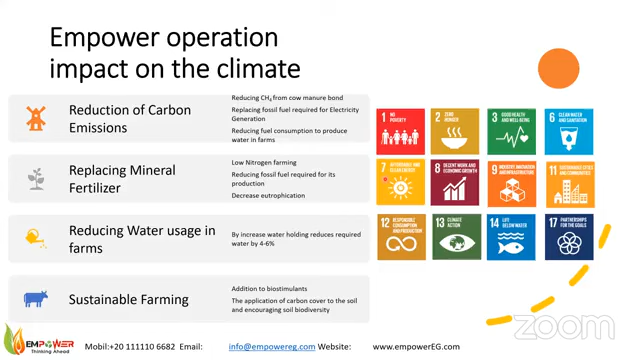 Empower operation
impact on the climate
Reduction of Carbon
Emissions
Reducing CH₄ from cow manure bond
Replacing fossil fuel required for Electricity
Generation
Reducing fuel consumption to produce
water in farms
Replacing Mineral
Fertilizer
Low Nitrogen farming
Reducing fossil fuel required for its
production
Decrease eutrophication
Reducing Water usage in
farms
By increase water holding reduces required
water by 4-6%
Sustainable Farming
Addition to biostimulants
The application of carbon cover to the soil
and encouraging soil biodiversity
1 NO
POVERTY
2 ZERO
HUNGER
3 GOOD HEALTH
AND WELL-BEING
6 CLEAN WATER
AND SANITATION
7 AFFORDABLE AND
CLEAN ENERGY
8 DECENT WORK AND
ECONOMIC GROWTH
9 INDUSTRY, INNOVATION
AND INFRASTRUCTURE
11 SUSTAINABLE CITIES
AND COMMUNITIES
12 RESPONSIBLE
CONSUMPTION
AND PRODUCTION
13 CLIMATE
ACTION
14 LIFE
BELOW WATER
17 PARTNERSHIPS
FOR THE GOALS
EMPOWER
Thinking Ahead
Mobil:+20 111110 6682 Email: info@empowereg.com Website: www.empowerEG.com
zoom